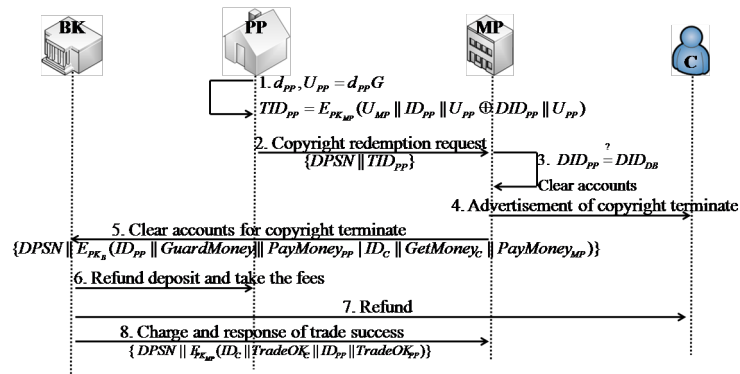 BK PP MP C
1. d_PP, U_PP = d_PP G
TID_PP = E_PK_MP (U_MP || ID_PP || U_PP ⊕ DID_PP || U_PP)
2. Copyright redemption request
{DPSN || TID_PP}
3. DID_PP ?= DID_DB
Clear accounts
4. Advertisement of copyright terminate
5. Clear accounts for copyright terminate
{DPSN || E_PK_B (ID_PP || GuardMoney || PayMoney_PP | ID_C || GetMoney_C || PayMoney_MP)}
6. Refund deposit and take the fees
7. Refund
8. Charge and response of trade success
{ DPSN || E_PK_MP (ID_C || TradeOK_C || ID_PP || TradeOK_PP)}